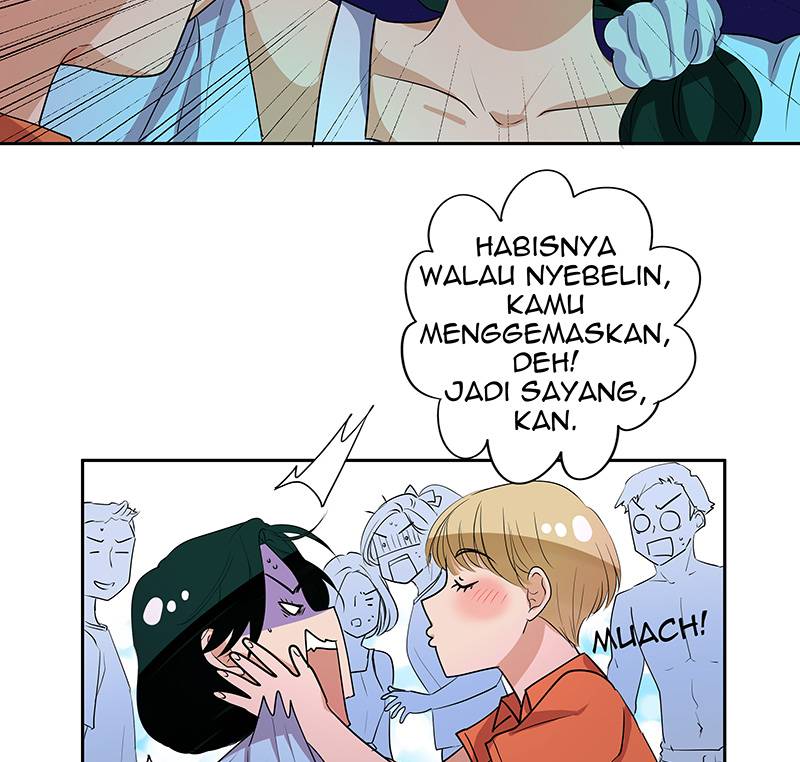 HABISNYA
WALAU NYEBELIN,
KAMU
MENGGEMASKAN,
DEH!
JADI SAYANG,
KAN.
MUACH!